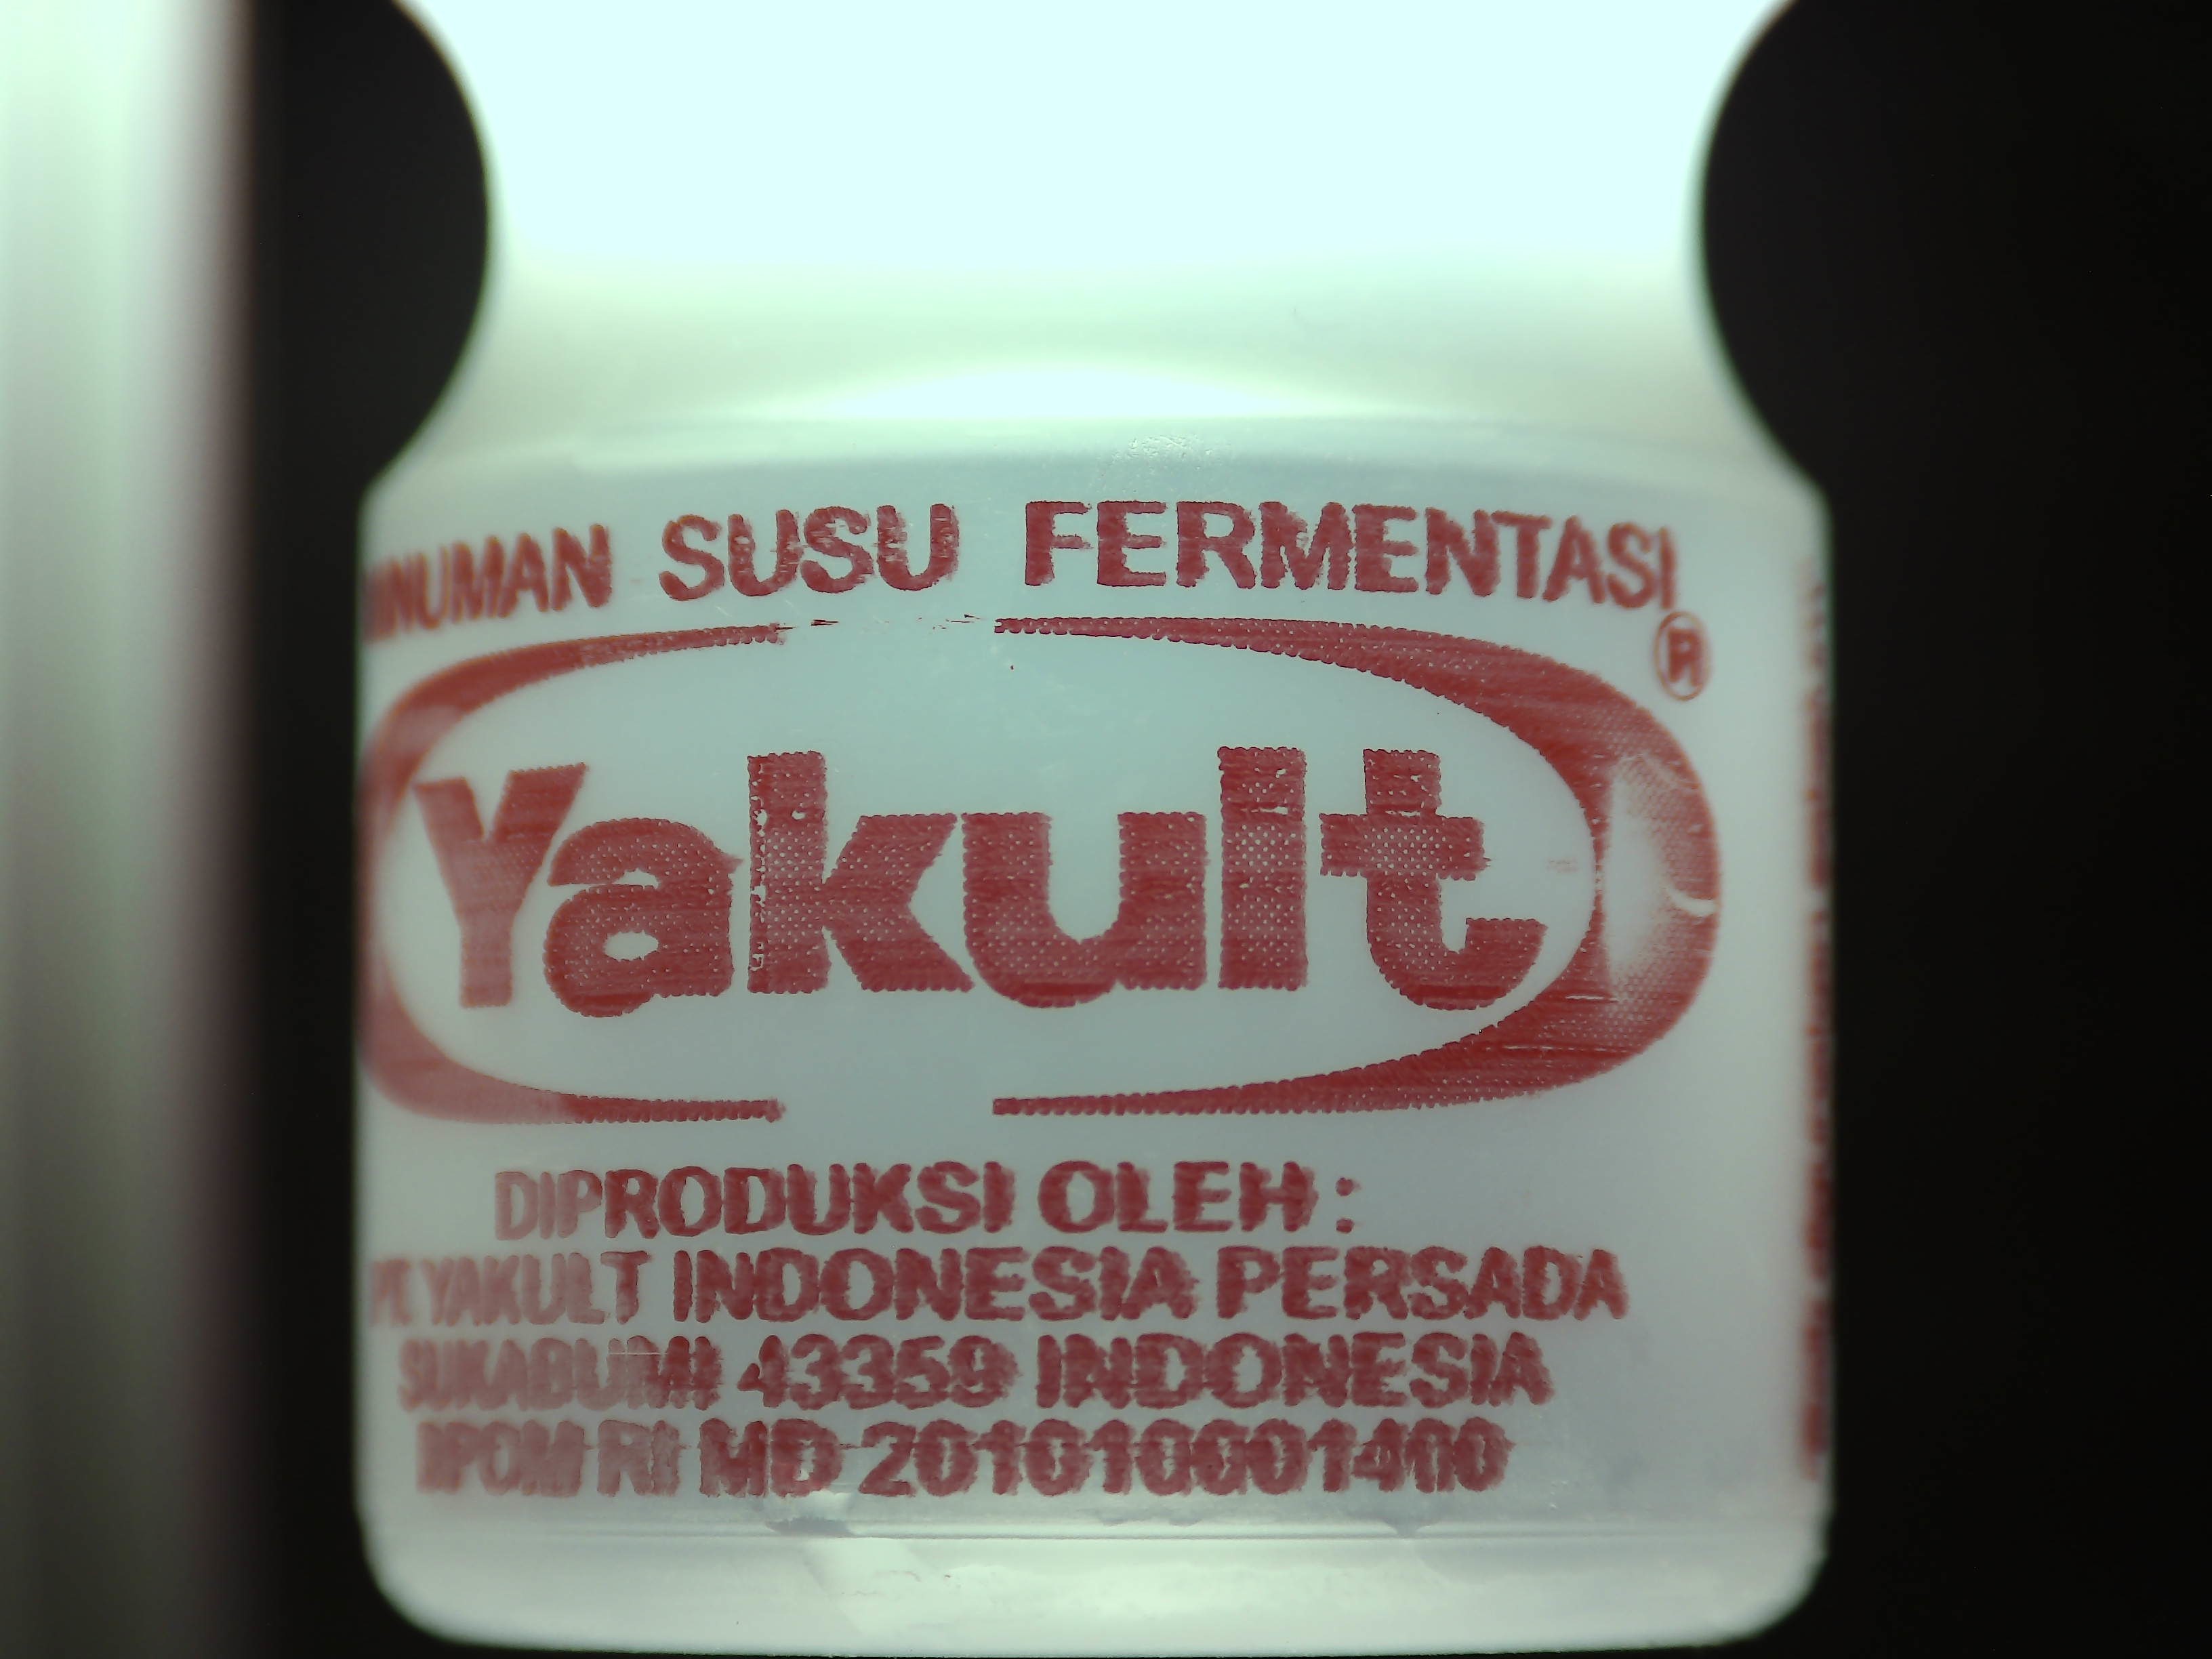 MINUMAN SUSU FERMENTASI
®
Yakult
DIPRODUKSI OLEH :
PT. YAKULT INDONESIA PERSADA
SUKABUMI 43359 INDONESIA
BPOM RI MD 201010001400